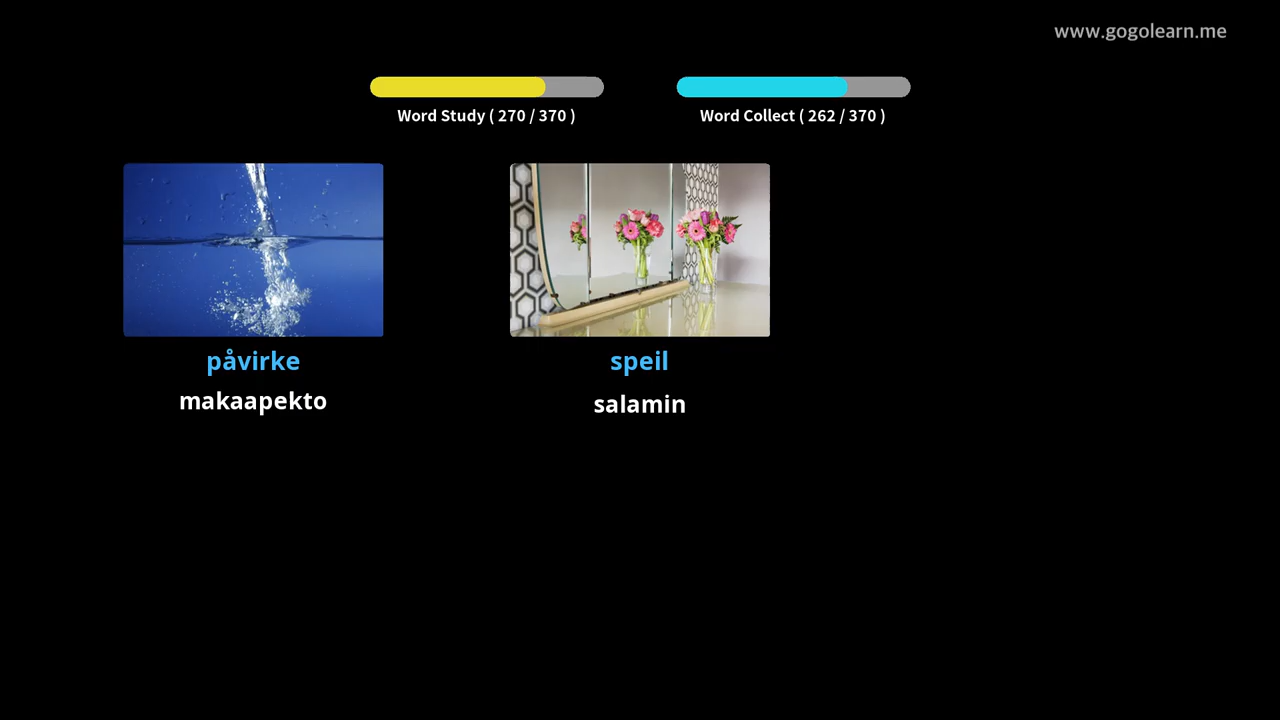 www.gogolearn.me
Word Study ( 270 / 370 )
Word Collect ( 262 / 370 )
påvirke
makaapekto
speil
salamin